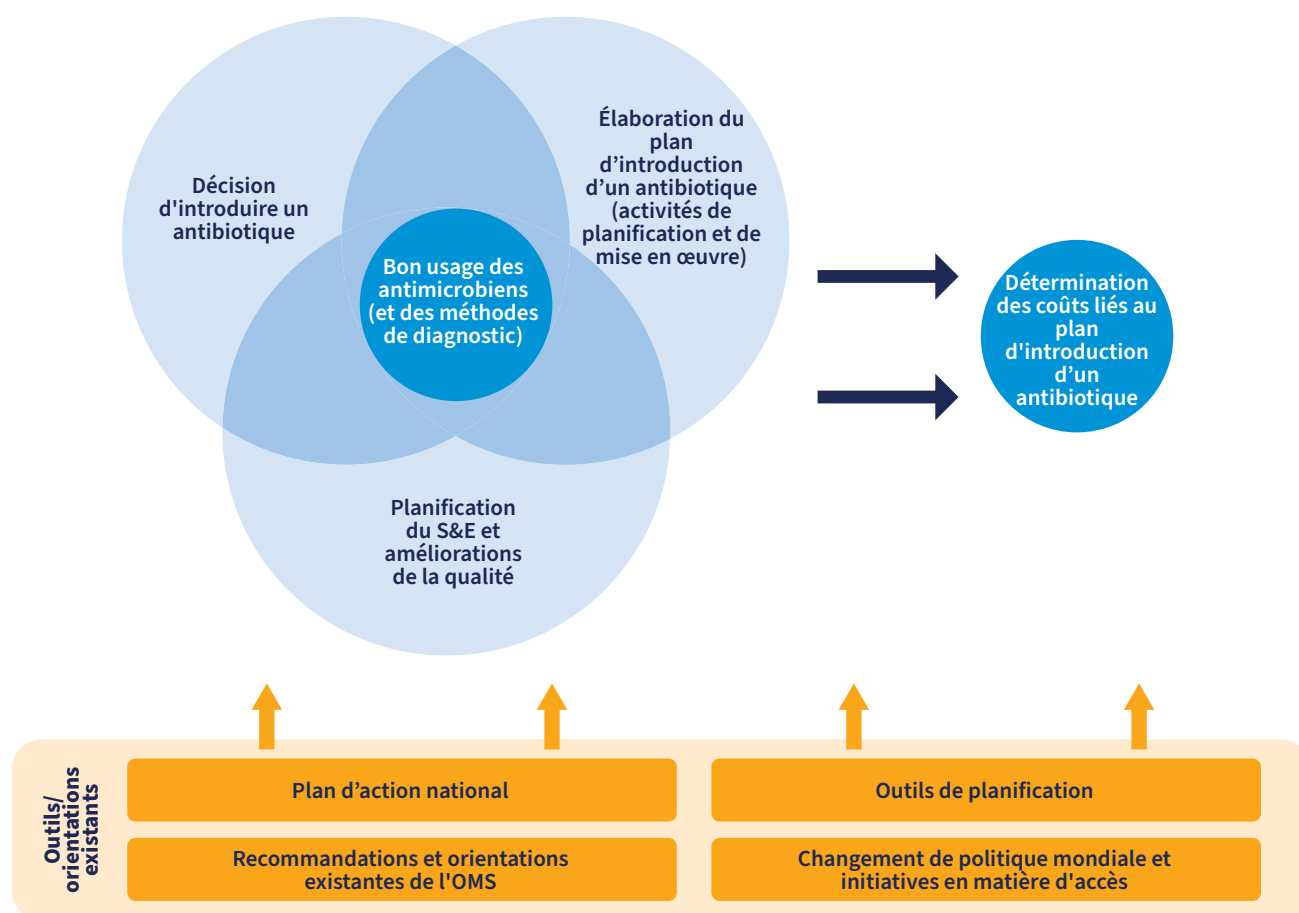 Décision
d'introduire un
antibiotique
Élaboration du
plan
d’introduction
d’un antibiotique
(activités de
planification et de
mise en œuvre)
Bon usage des
antimicrobiens
(et des méthodes
de diagnostic)
Planification
du S&E et
améliorations
de la qualité
Détermination
des coûts liés au
plan
d'introduction
d’un
antibiotique
Outils/
orientations
existants
Plan d’action national
Outils de planification
Recommandations et orientations
existantes de l'OMS
Changement de politique mondiale et
initiatives en matière d'accès